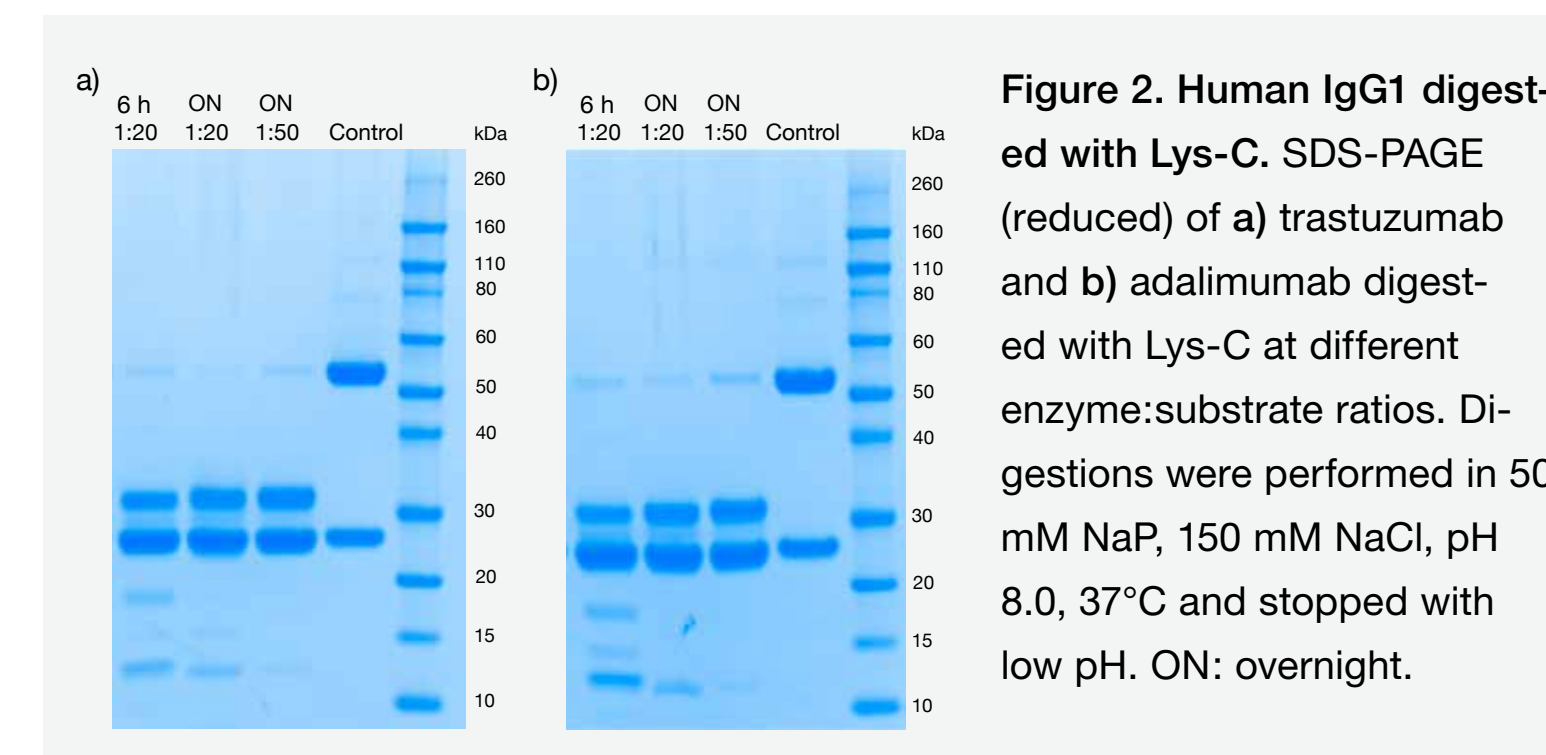 a)
6 h ON ON
1:20 1:20 1:50 Control kDa
260
160
110
80
60
50
40
30
20
15
10
b)
6 h ON ON
1:20 1:20 1:50 Control kDa
260
160
110
80
60
50
40
30
20
15
10
Figure 2. Human IgG1 digest-
ed with Lys-C. SDS-PAGE
(reduced) of a) trastuzumab
and b) adalimumab digest-
ed with Lys-C at different
enzyme:substrate ratios. Di-
gestions were performed in 50
mM NaP, 150 mM NaCl, pH
8.0, 37°C and stopped with
low pH. ON: overnight.